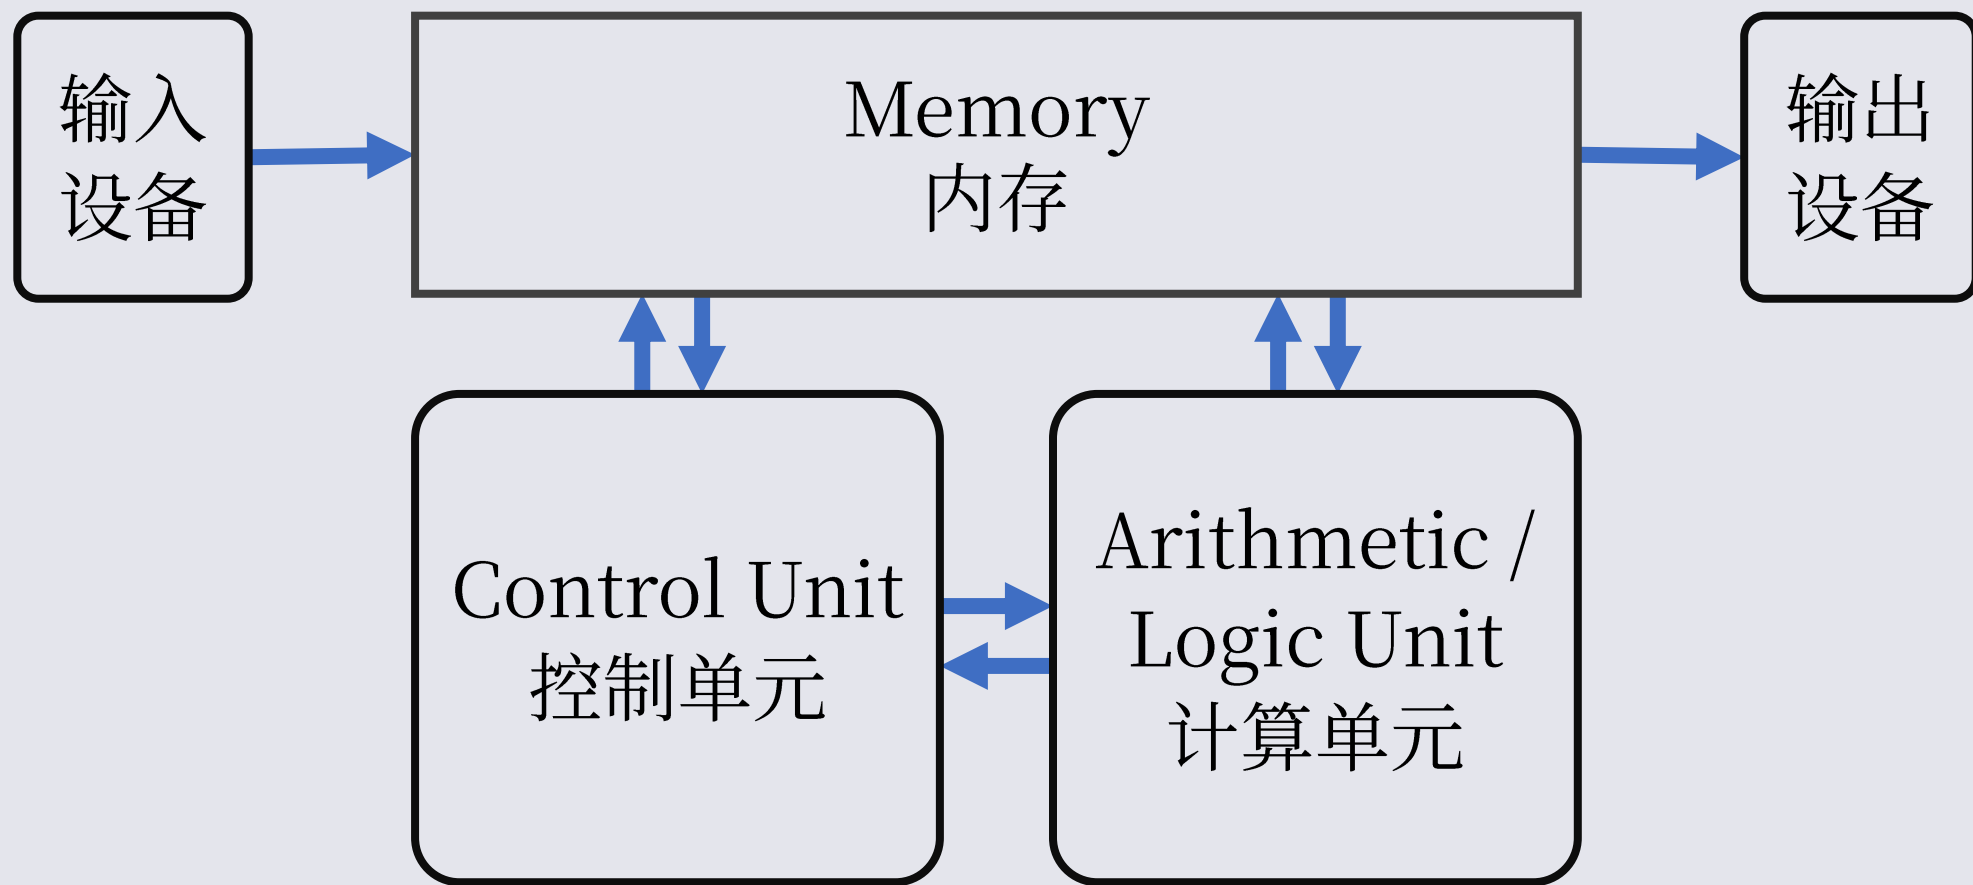 输入
设备
Memory
内存
输出
设备
Control Unit
控制单元
Arithmetic /
Logic Unit
计算单元